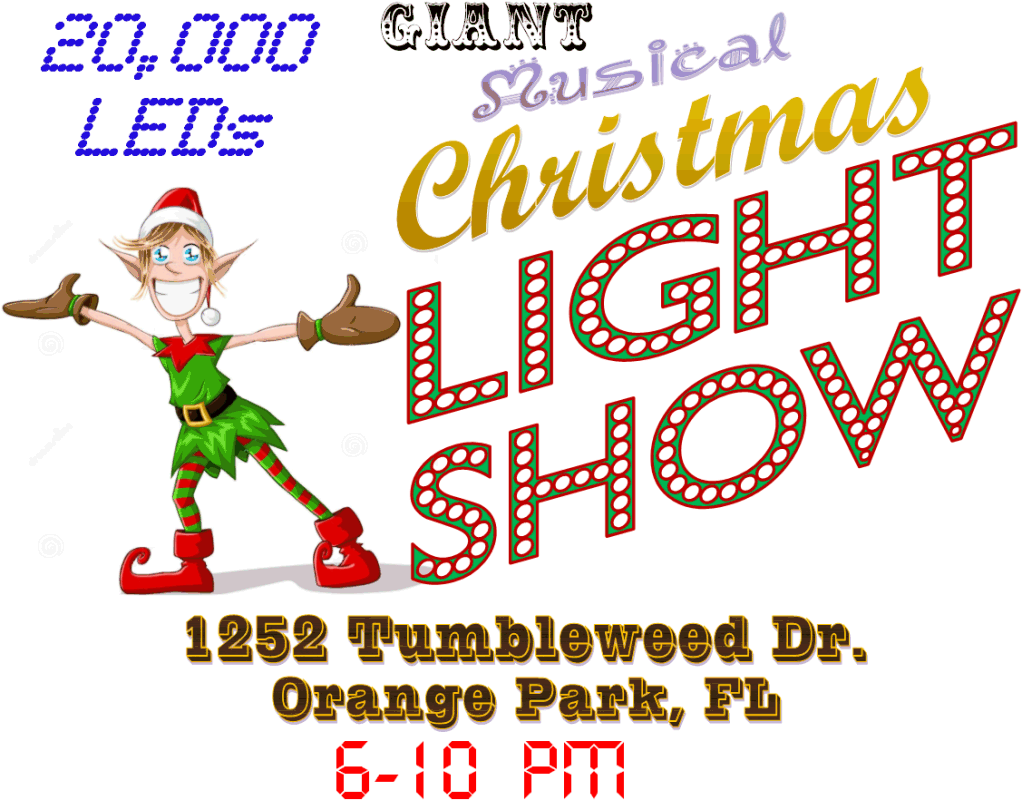 20,000
LEDs
GIANT
Musical
Christmas
LIGHT
SHOW
1252 Tumbleweed Dr.
Orange Park, FL
6-10 PM